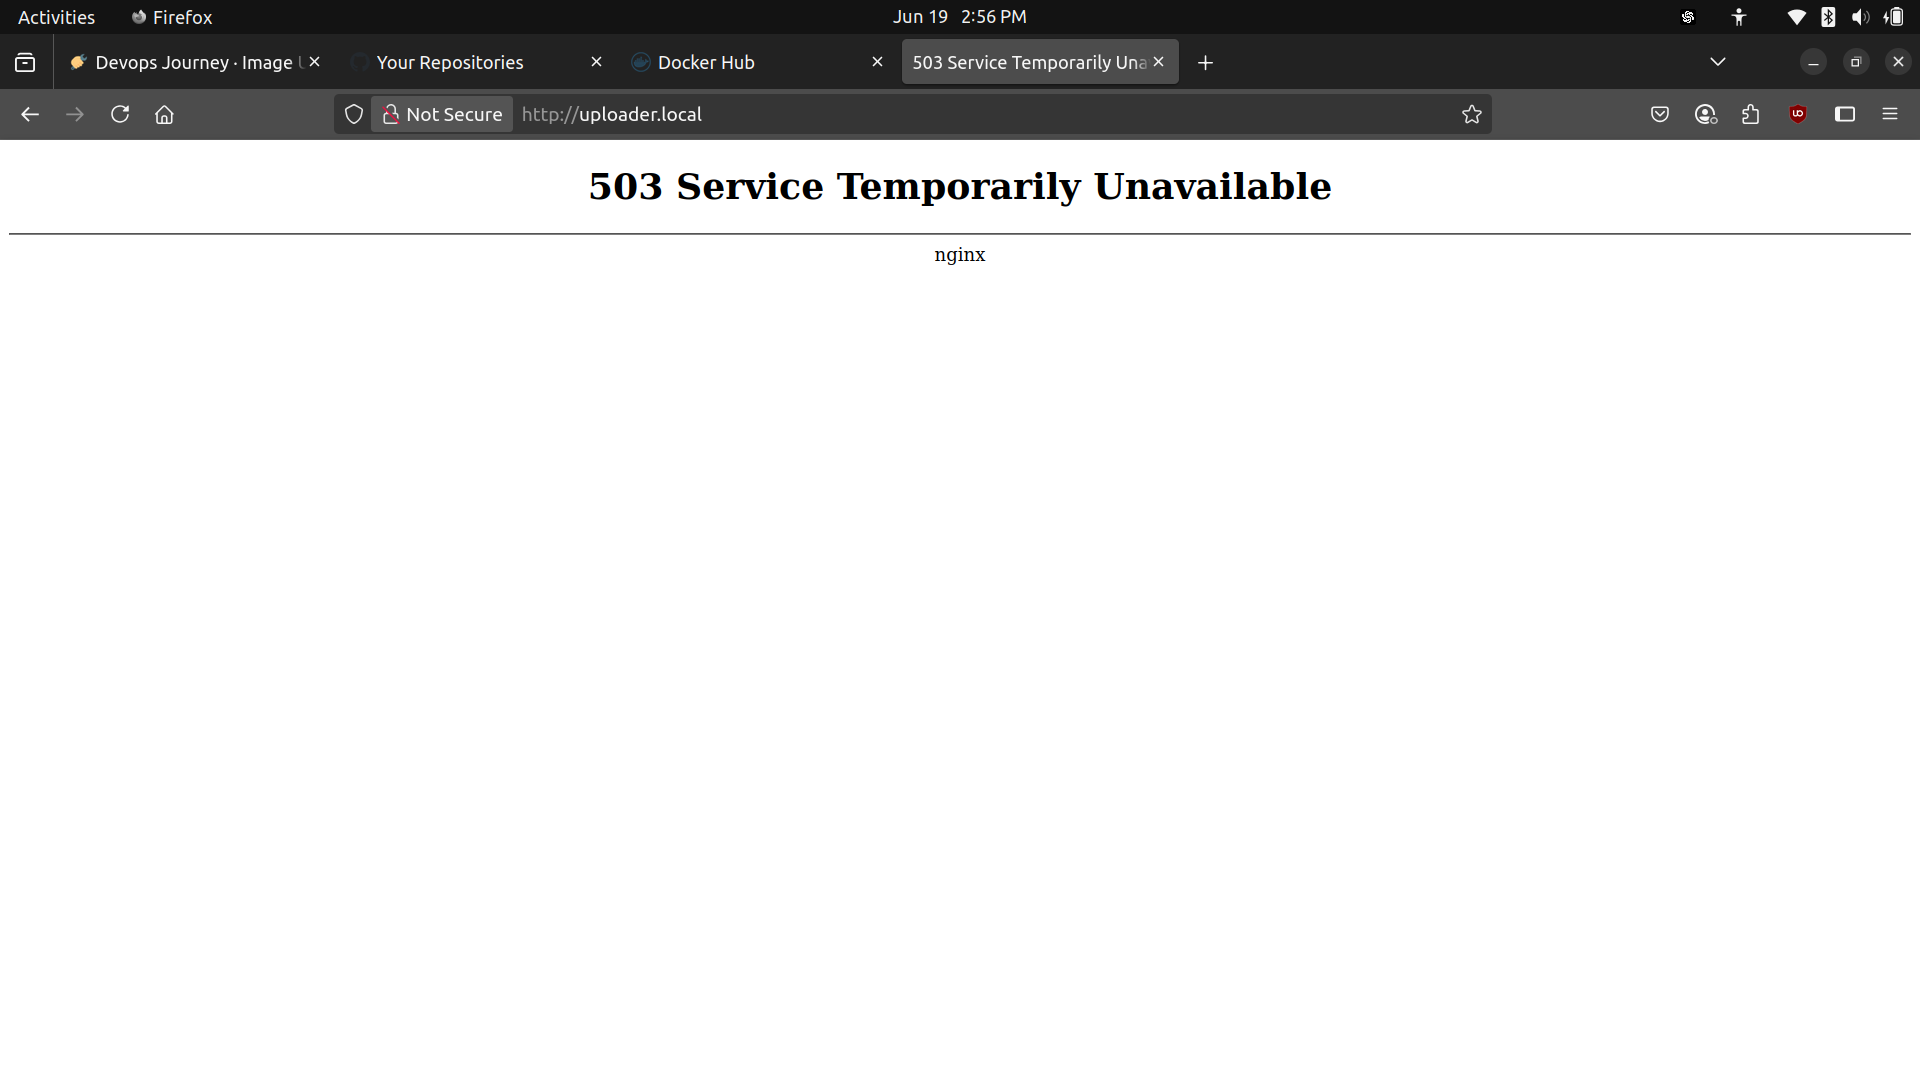 Activities
Firefox
Jun 19 2:56 PM
Devops Journey · Image
Your Repositories
Docker Hub
503 Service Temporarily Una
Not Secure
http://uploader.local
503 Service Temporarily Unavailable
nginx